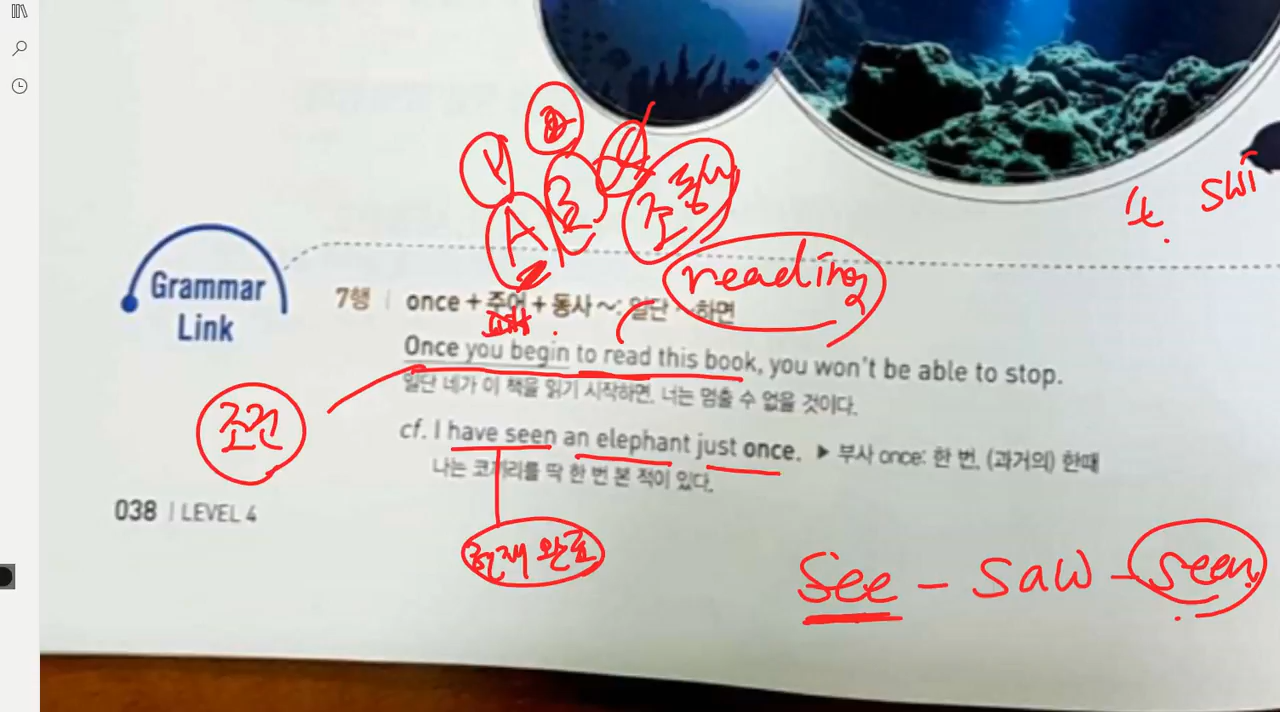 A B
조동사
't swi
reading
Grammar
Link
7행 | once + 주어 + 동사 ~: 일단 ~하면
Once you begin to read this book, you won't be able to stop.
일단 네가 이 책을 읽기 시작하면, 너는 멈출 수 없을 것이다.
조건
cf. I have seen an elephant just once. ▶ 부사 once: 한 번, (과거의) 한때
나는 코끼리를 딱 한 번 본 적이 있다.
038 | LEVEL 4
현재 완료
see - saw - seen